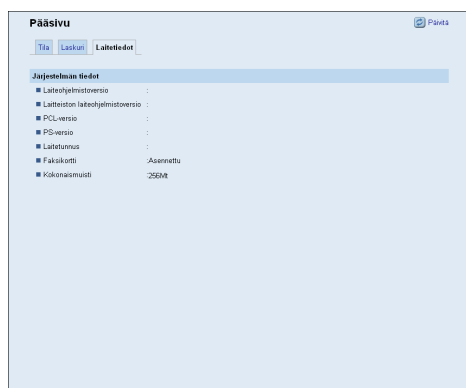 Pääsivu
Päivitä
Tila Laskuri Laitetiedot
Järjestelmän tiedot
Laiteohjelmistoversio :
Laitteiston laiteohjelmistoversio :
PCL-versio :
PS-versio :
Laitetunnus :
Faksikortti :Asennettu
Kokonaismuisti :256Mt